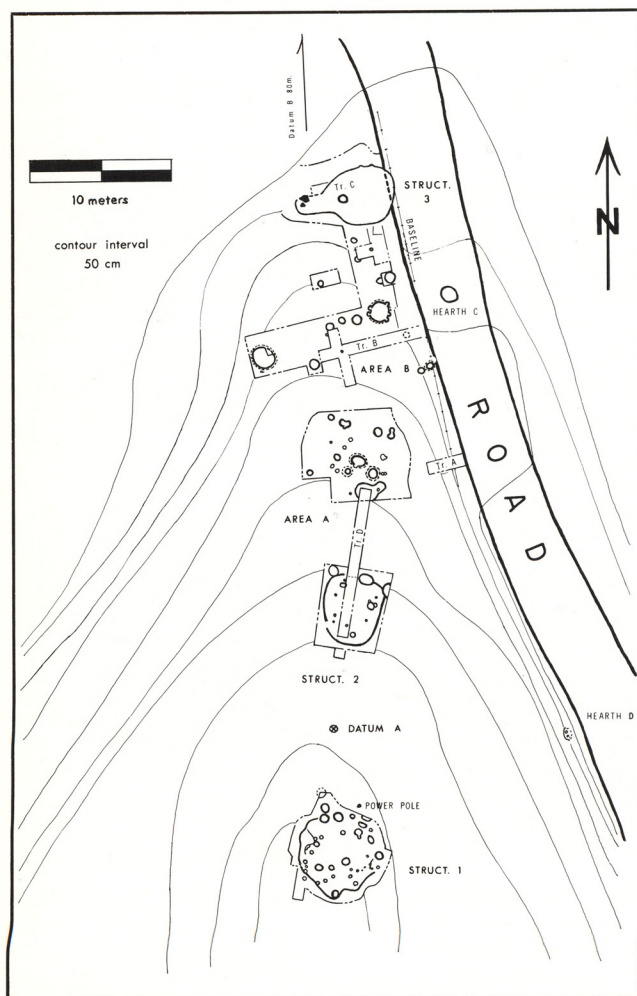 Datum B 80m.
10 meters
contour interval
50 cm
N
Tr. C
STRUCT.
3
BASELINE
HEARTH C
Tr. B
AREA B
ROAD
Tr. A
AREA A
Tr. D
STRUCT. 2
HEARTH D
DATUM A
POWER POLE
STRUCT. 1